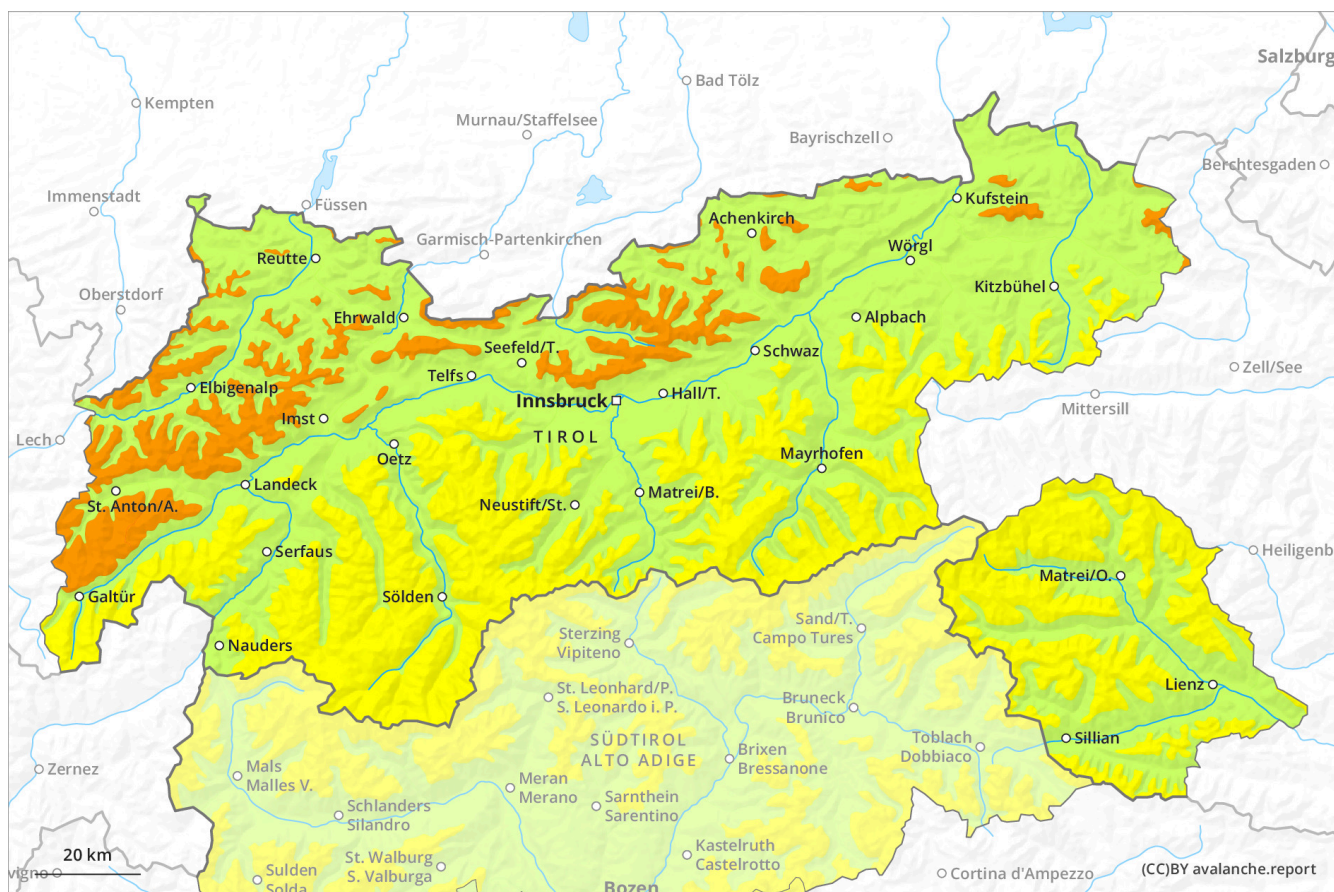 Salzburg
Bad Tölz
Kempten
Murnau/Staffelsee
Bayrischzell
Berchtesgaden
Immenstadt
Füssen
Kufstein
Achenkirch
Garmisch-Partenkirchen
Wörgl
Reutte
Oberstdorf
Kitzbühel
Ehrwald
Alpbach
Seefeld/T.
Schwaz
Zell/See
Telfs
Elbigenalp
Hall/T.
Mittersill
Innsbruck
Imst
TIROL
Lech
Oetz
Mayrhofen
Landeck
Matrei/B.
St. Anton/A.
Neustift/St.
Serfaus
Heiligenb
Matrei/O.
Galtür
Sölden
Sand/T.
Campo Tures
Sterzing
Vipiteno
Nauders
Lienz
St. Leonhard/P.
S. Leonardo i. P.
Bruneck
Brunico
Sillian
Toblach
Dobbiaco
SÜDTIROL
ALTO ADIGE
Brixen
Bressanone
Zernez
Mals
Malles V.
Meran
Merano
Schlanders
Silandro
Sarnthein
Sarentino
Kastelruth
Castelrotto
20 km
St. Walburg
S. Valburga
vigno
Sulden
Solda
Cortina d'Ampezzo
(CC)BY avalanche.report
Bozen